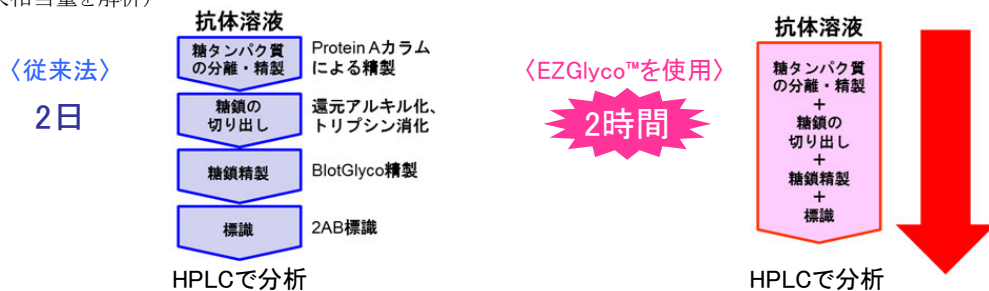 相当量を解析)
抗体溶液
〈従来法〉
2日
糖タンパク質
の分離・精製
Protein Aカラム
による精製
糖鎖の
切り出し
還元アルキル化、
トリプシン消化
糖鎖精製
BlotGlyco精製
標識
2AB標識
HPLCで分析
〈EZGlyco™を使用〉
2時間
抗体溶液
糖タンパク質
の分離・精製
+
糖鎖の
切り出し
+
糖鎖精製
+
標識
HPLCで分析